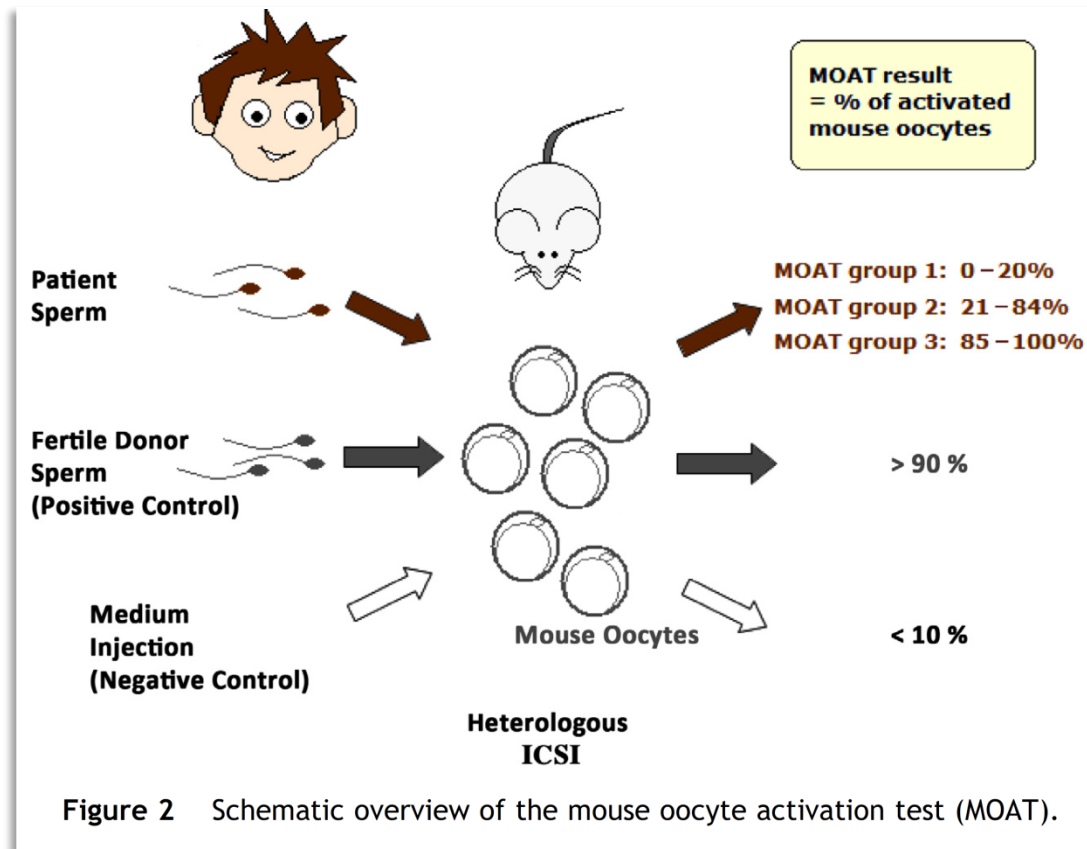 MOAT result
= % of activated
mouse oocytes
Patient
Sperm
MOAT group 1: 0–20%
MOAT group 2: 21–84%
MOAT group 3: 85–100%
Fertile Donor
Sperm
(Positive Control)
> 90 %
Medium
Injection
(Negative Control)
Mouse Oocytes
< 10 %
Heterologous
ICSI
Figure 2 Schematic overview of the mouse oocyte activation test (MOAT).